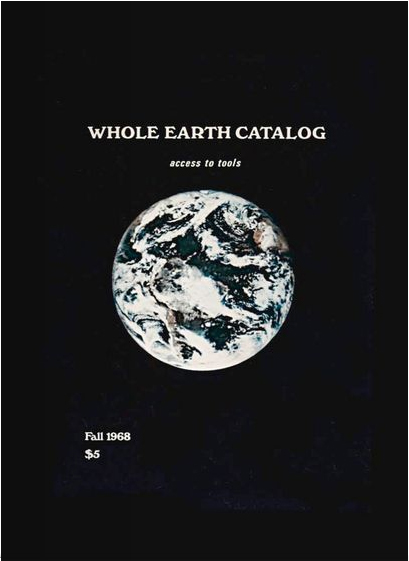 WHOLE EARTH CATALOG
access to tools
Fall 1968
$5